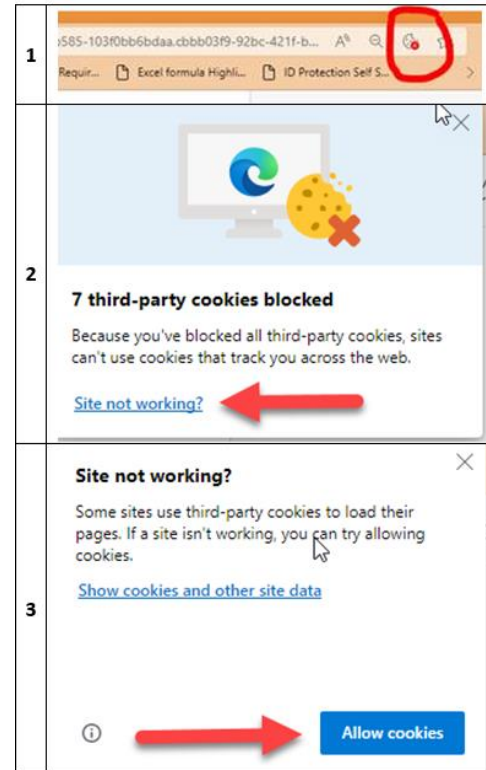 1
b585-103f0bb6bdaa.cbbb03f9-92bc-421f-b...
Requir... Excel formula Highli... ID Protection Self S...
2
7 third-party cookies blocked
Because you've blocked all third-party cookies, sites
can't use cookies that track you across the web.
Site not working?
3
Site not working?
Some sites use third-party cookies to load their
pages. If a site isn't working, you can try allowing
cookies.
Show cookies and other site data
Allow cookies